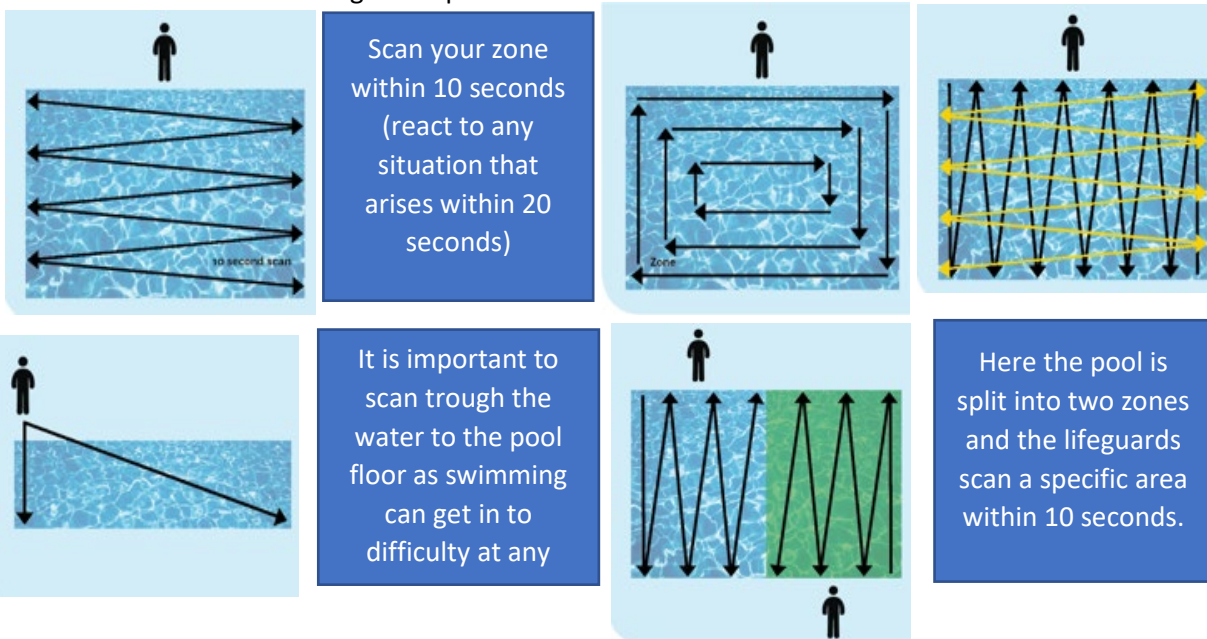 Scan your zone
within 10 seconds
(react to any
situation that
arises within 20
seconds)
10 second scan
Zone
It is important to
scan trough the
water to the pool
floor as swimming
can get in to
difficulty at any
Here the pool is
split into two zones
and the lifeguards
scan a specific area
within 10 seconds.